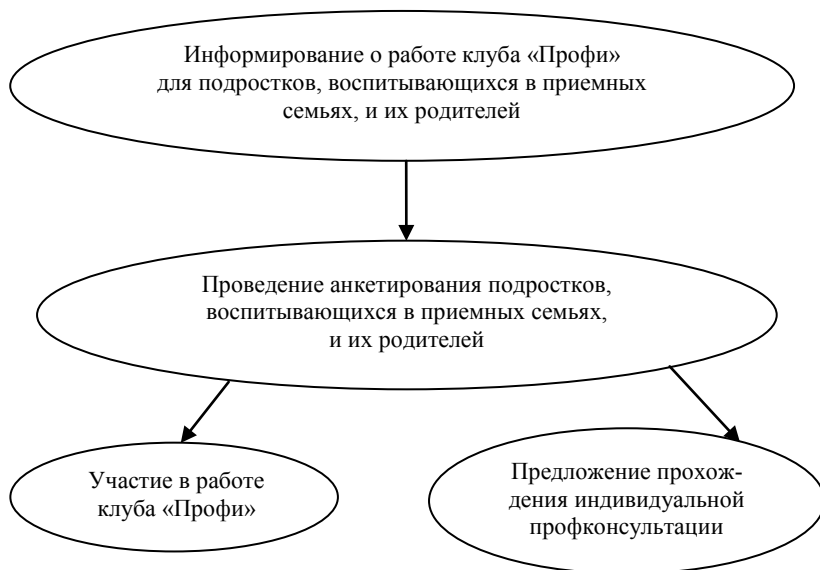 Информирование о работе клуба «Профи»
для подростков, воспитывающихся в приемных
семьях, и их родителей
Проведение анкетирования подростков,
воспитывающихся в приемных семьях,
и их родителей
Участие в работе
клуба «Профи»
Предложение прохож-
дения индивидуальной
профконсультации